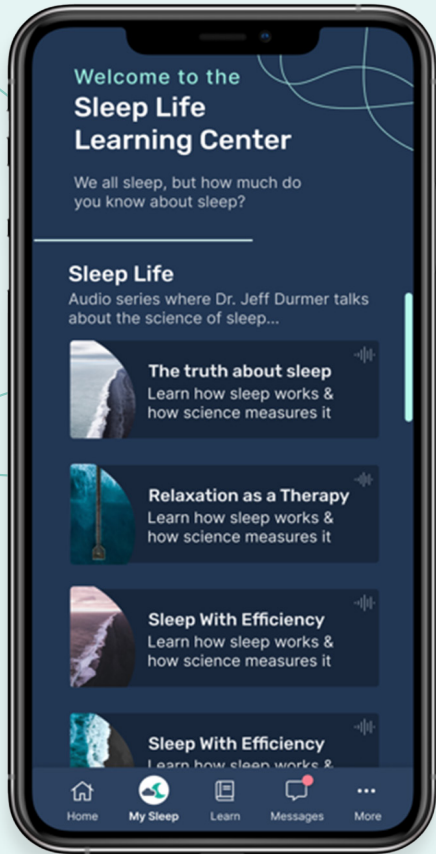 Welcome to the
Sleep Life
Learning Center
We all sleep, but how much do
you know about sleep?
Sleep Life
Audio series where Dr. Jeff Durmer talks
about the science of sleep...
The truth about sleep
Learn how sleep works &
how science measures it
Relaxation as a Therapy
Learn how sleep works &
how science measures it
Sleep With Efficiency
Learn how sleep works &
how science measures it
Sleep With Efficiency
Learn how sleep works &
Home
My Sleep
Learn
Messages
More